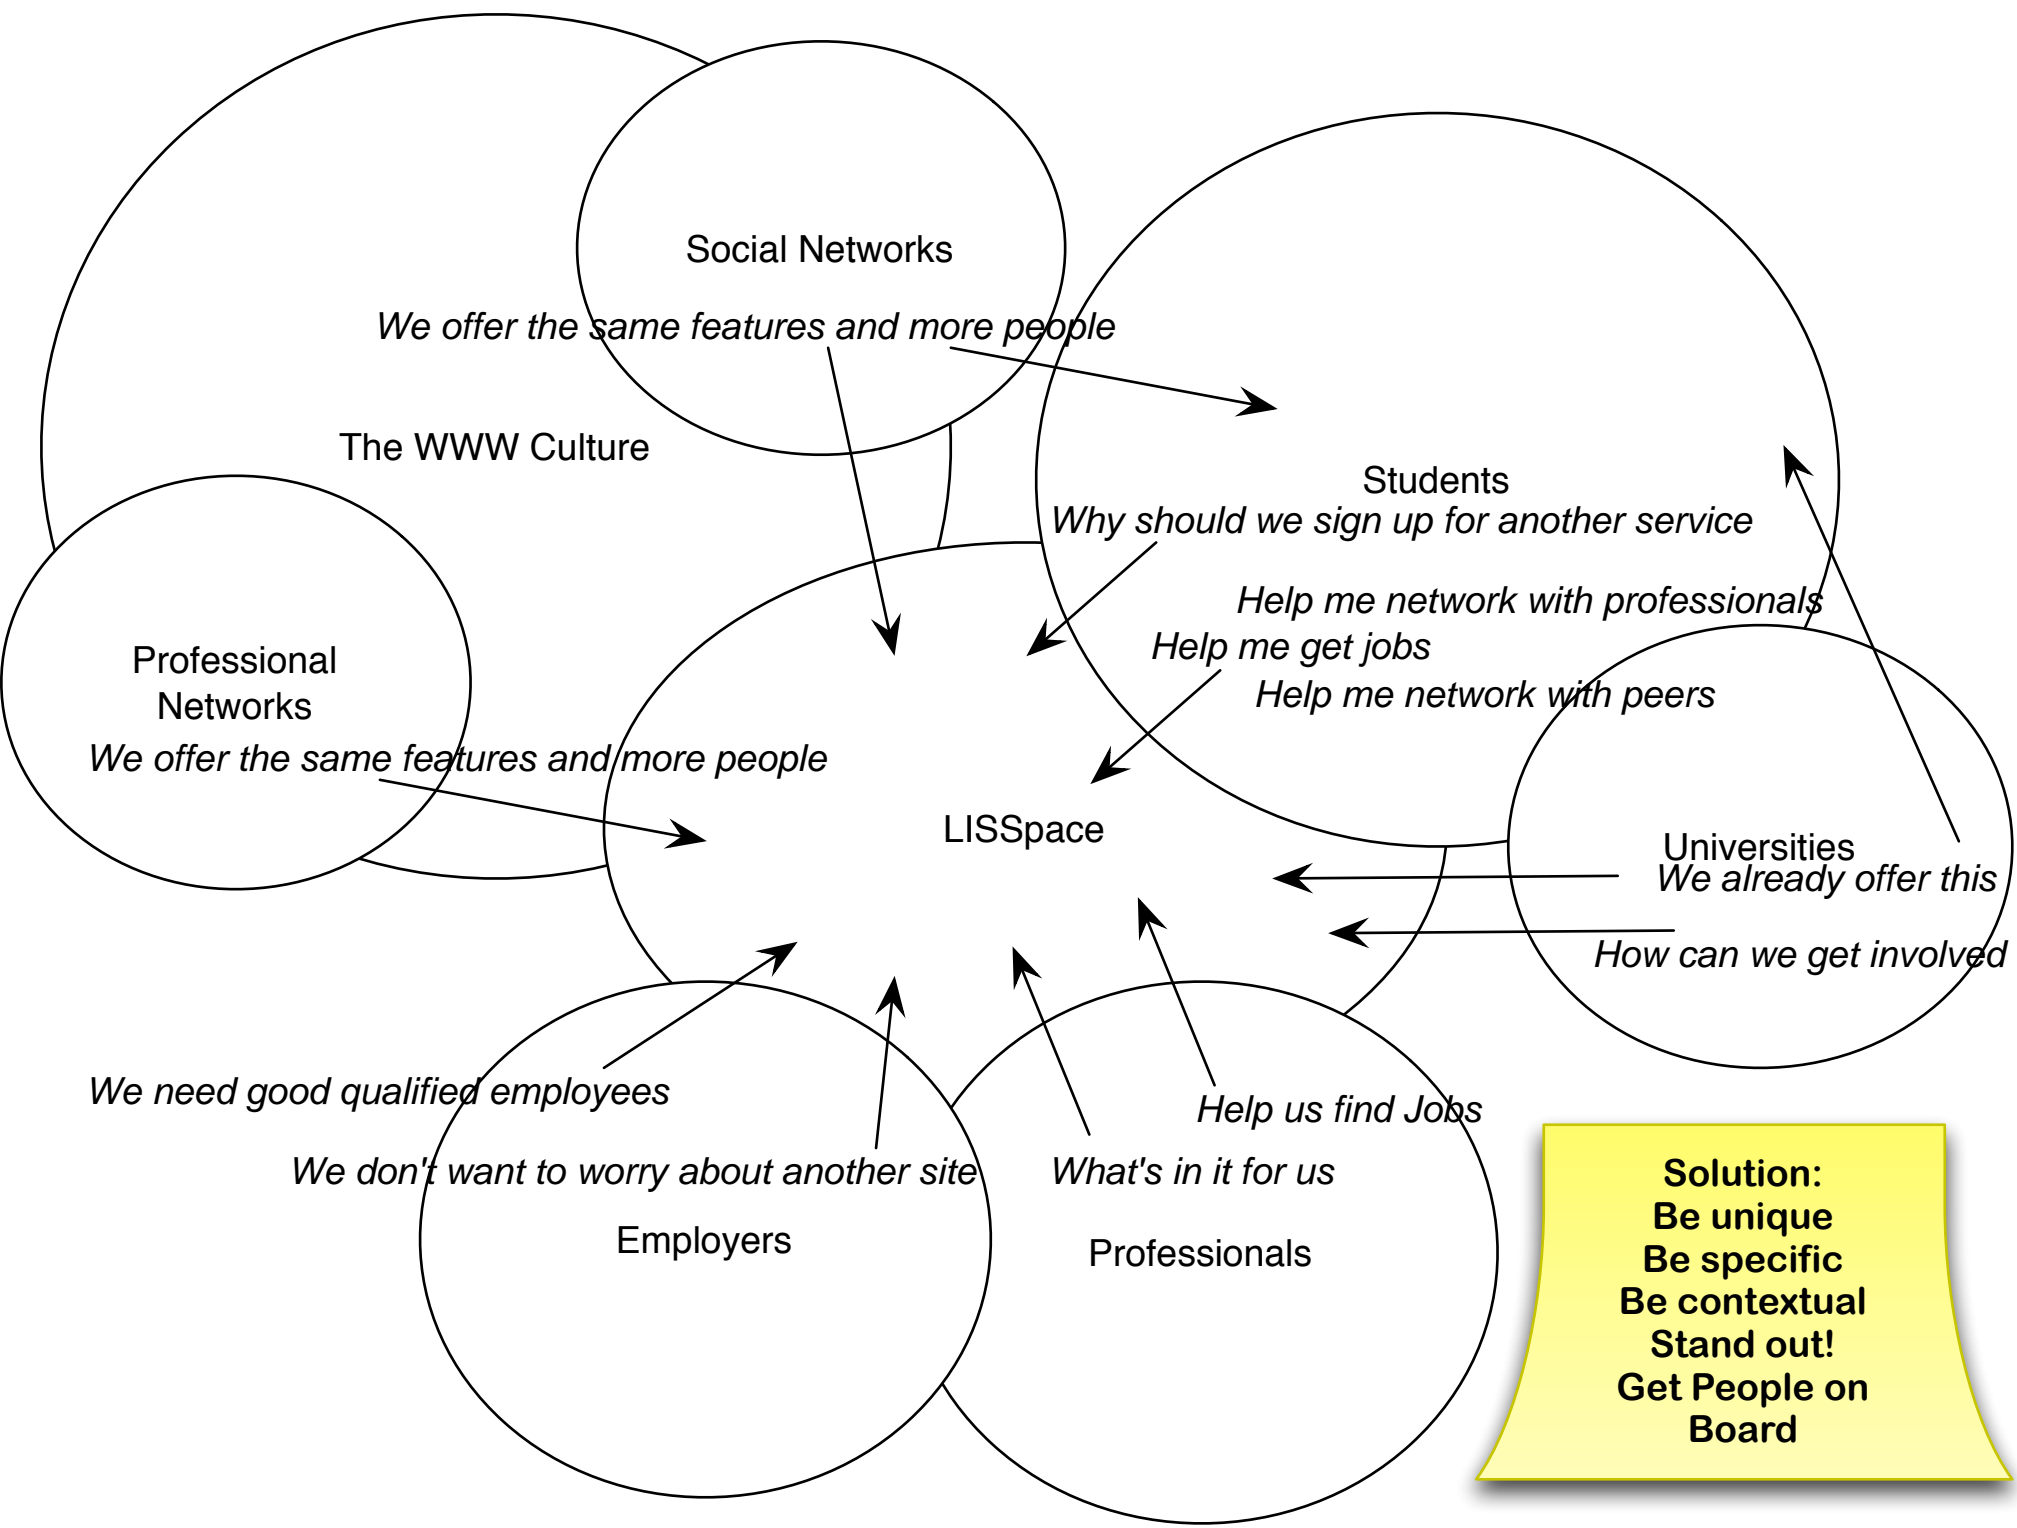 Social Networks
We offer the same features and more people
The WWW Culture
Students
Why should we sign up for another service
Help me network with professionals
Help me get jobs
Help me network with peers
Professional
Networks
We offer the same features and more people
LISSpace
Universities
We already offer this
How can we get involved
We need good qualified employees
We don't want to worry about another site
Employers
Help us find Jobs
What's in it for us
Professionals
Solution:
Be unique
Be specific
Be contextual
Stand out!
Get People on
Board